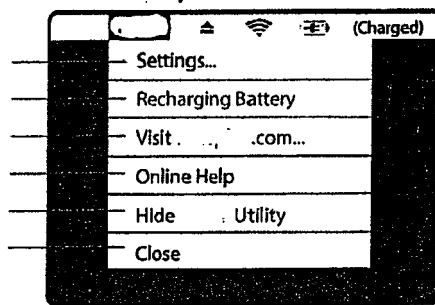 (Charged)
Settings...
Recharging Battery
Visit .com...
Online Help
Hide Utility
Close